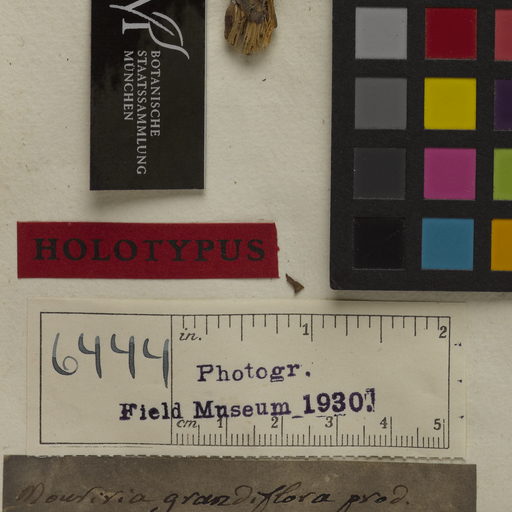 BOTANISCHE
STAATSSAMMLUNG
MÜNCHEN
HOLOTYPUS
6444
in. 1 2
Photogr.
Field Museum 1930!
cm 1 2 3 4 5
Mouriria grandiflora prod.